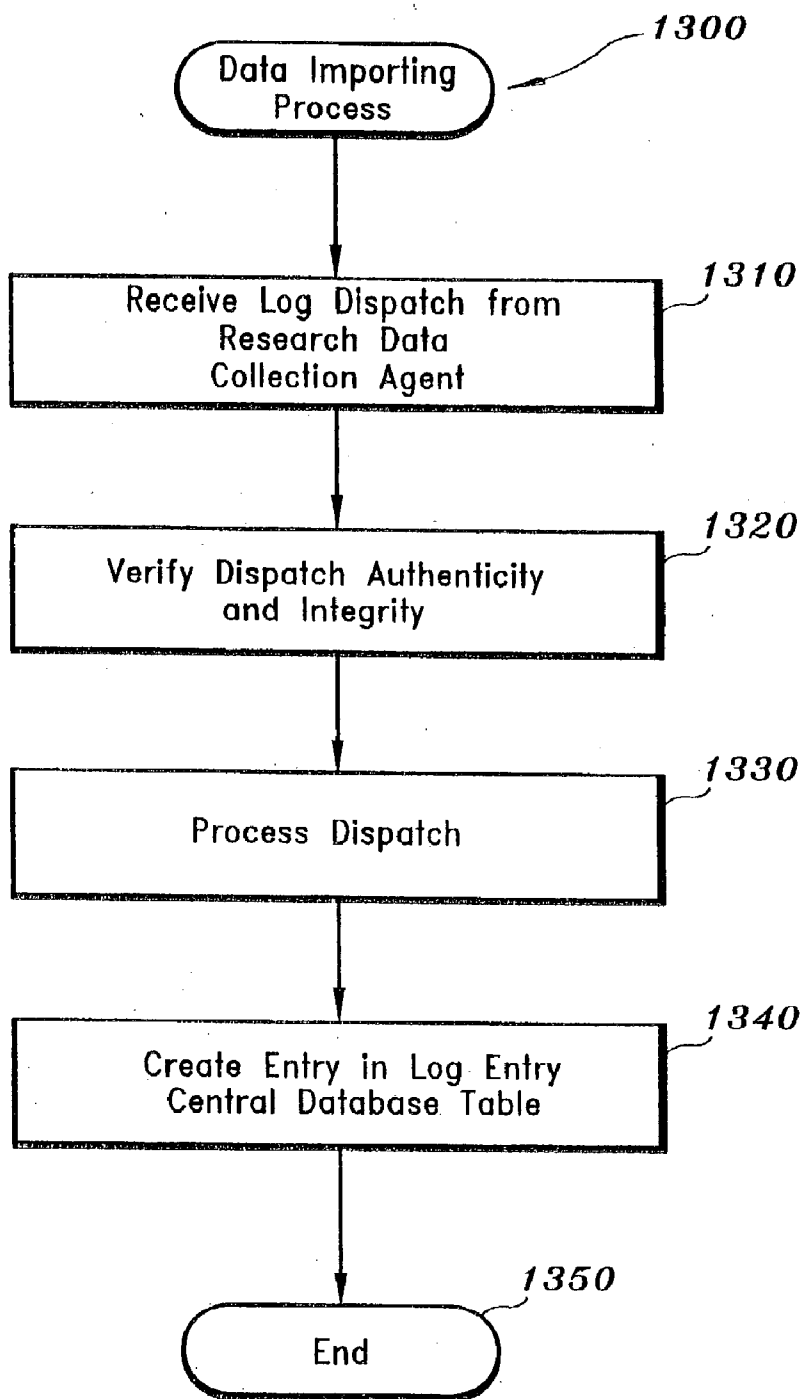 1300
Data Importing
Process
1310
Receive Log Dispatch from
Research Data
Collection Agent
1320
Verify Dispatch Authenticity
and Integrity
1330
Process Dispatch
1340
Create Entry in Log Entry
Central Database Table
1350
End